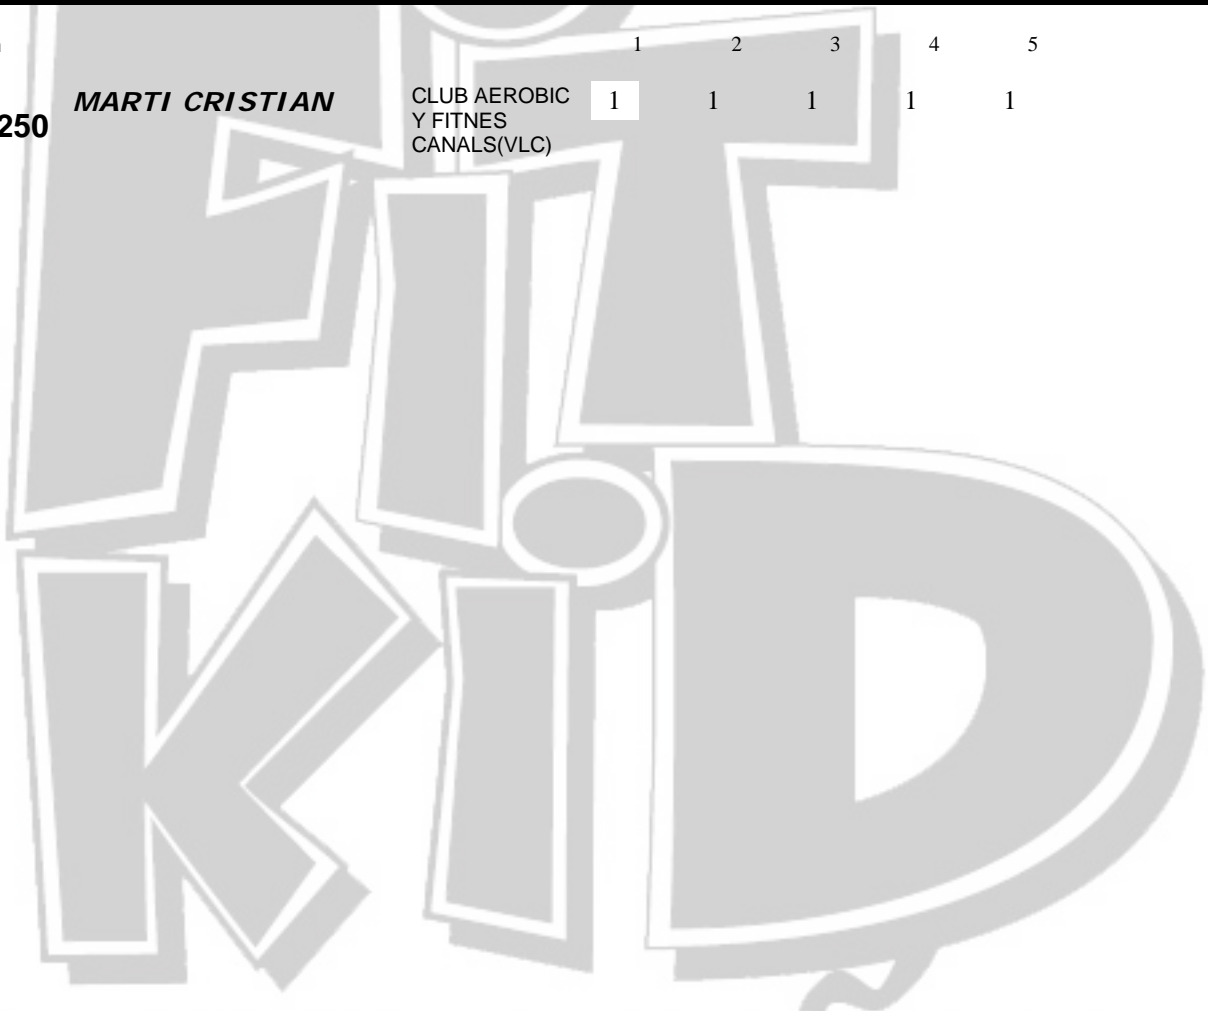 1 2 3 4 5
MARTI CRISTIAN CLUB AEROBIC 1 1 1 1 1
250 Y FITNES
CANALS(VLC)
FiT
KiD